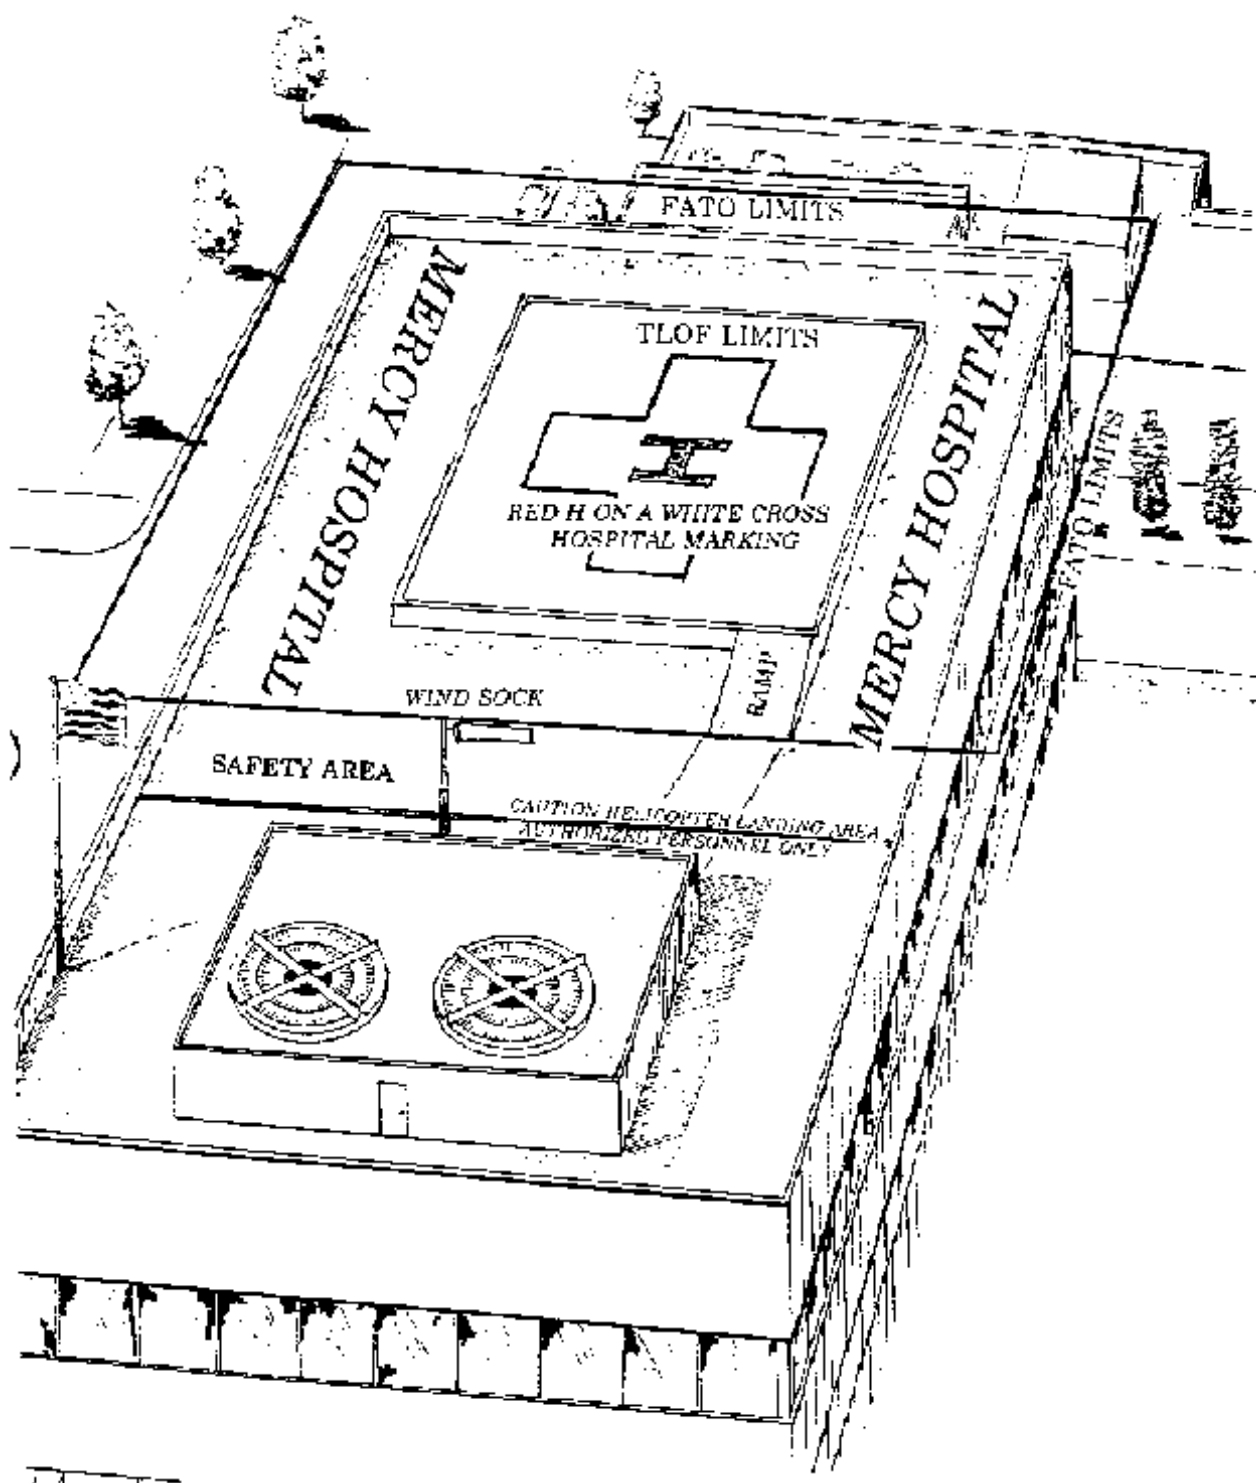 FATO LIMITS
MERCY HOSPITAL
TLOF LIMITS
H
RED H ON A WHITE CROSS
HOSPITAL MARKING
MERCY HOSPITAL
FATO LIMITS
RAMP
WIND SOCK
SAFETY AREA
CAUTION HELICOPTER LANDING AREA
AUTHORIZED PERSONNEL ONLY